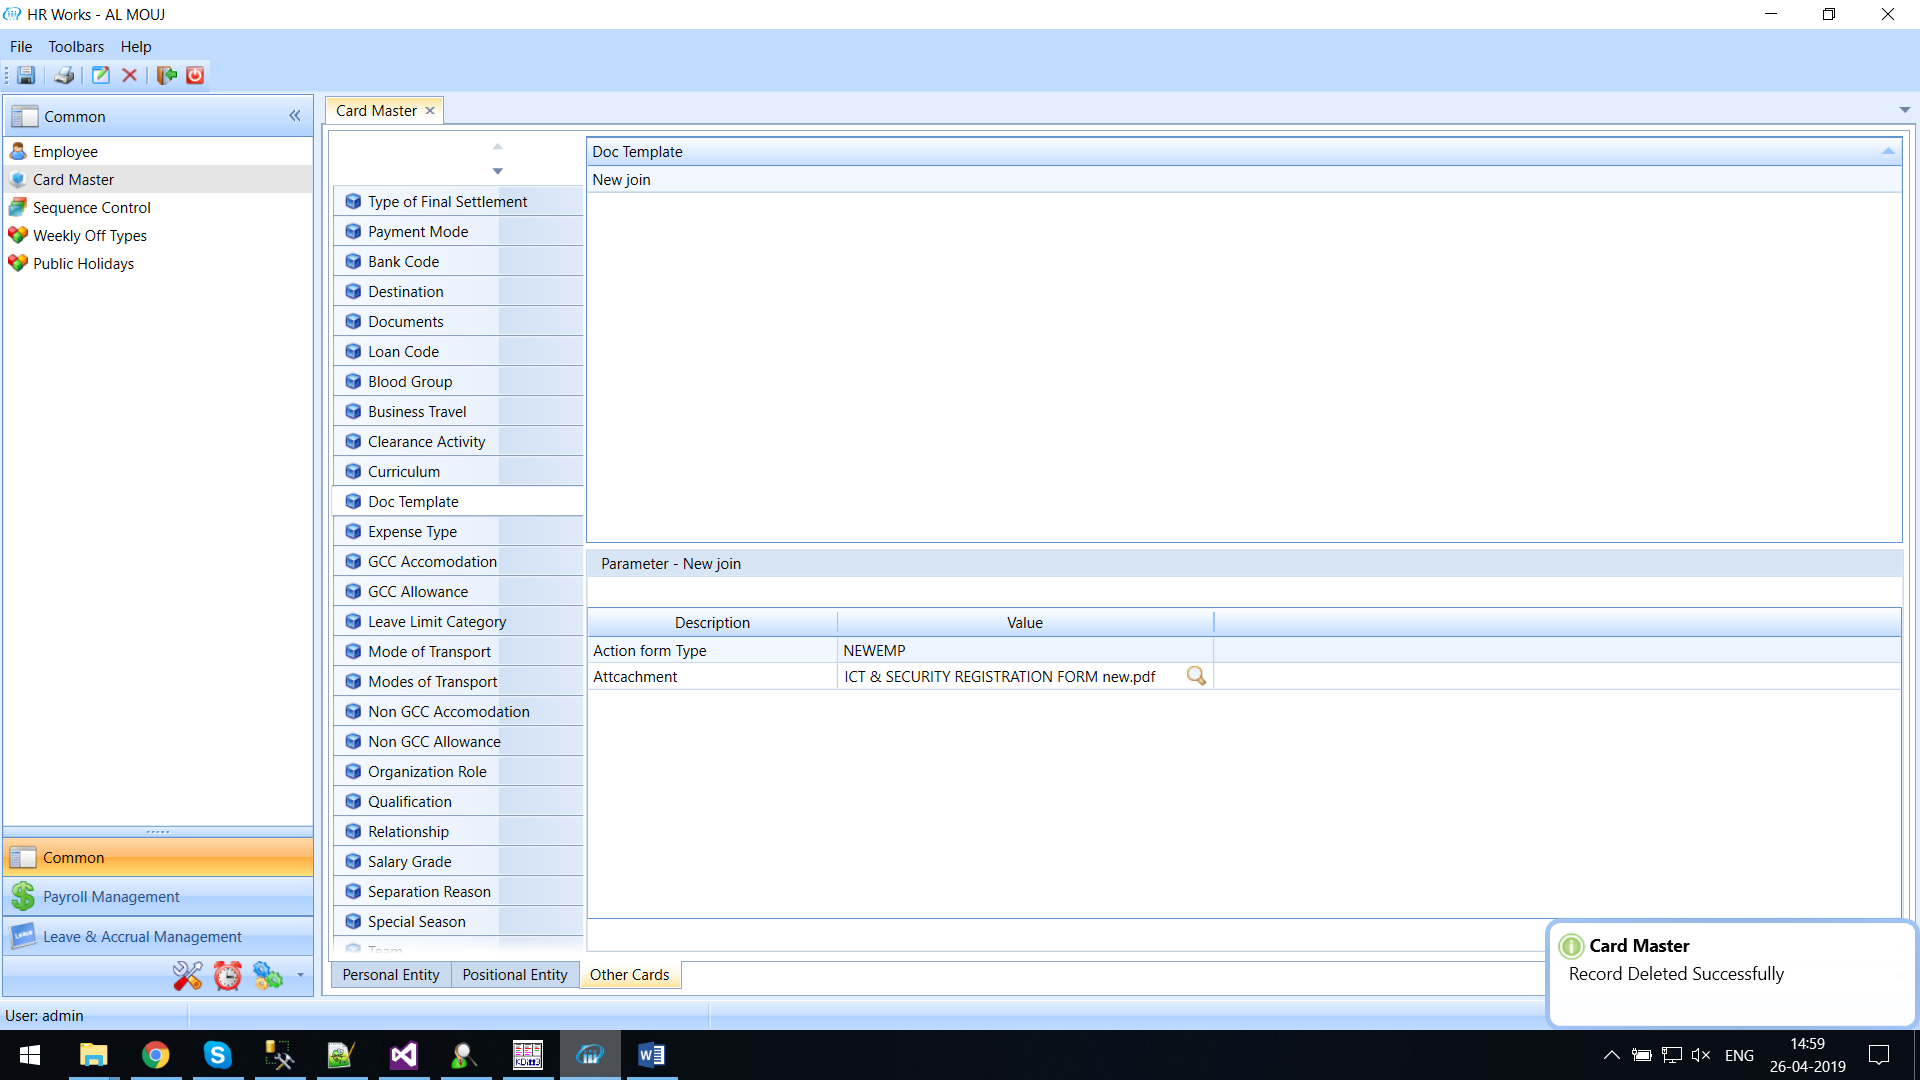 HR Works - AL MOUJ
File Toolbars Help
Common
Employee
Card Master
Sequence Control
Weekly Off Types
Public Holidays
Common
Payroll Management
Leave & Accrual Management
Card Master
Type of Final Settlement
Payment Mode
Bank Code
Destination
Documents
Loan Code
Blood Group
Business Travel
Clearance Activity
Curriculum
Doc Template
Expense Type
GCC Accomodation
GCC Allowance
Leave Limit Category
Mode of Transport
Modes of Transport
Non GCC Accomodation
Non GCC Allowance
Organization Role
Qualification
Relationship
Salary Grade
Separation Reason
Special Season
Team
Doc Template
New join
Parameter - New join
Description Value
Action form Type NEWEMP
Attcachment ICT & SECURITY REGISTRATION FORM new.pdf
Personal Entity Positional Entity Other Cards
Card Master
Record Deleted Successfully
User: admin
ENG
14:59
26-04-2019